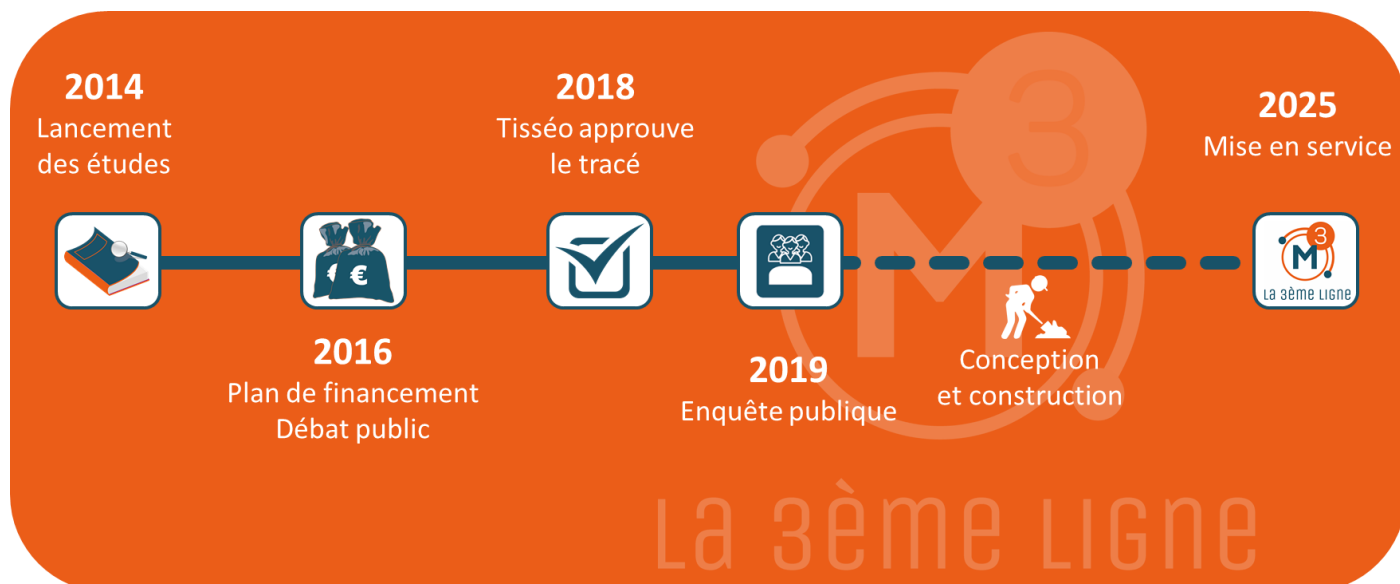 2014
Lancement
des études
2016
Plan de financement
Débat public
2018
Tisséo approuve
le tracé
2019
Enquête publique
Conception
et construction
2025
Mise en service
€ €
M 3
La 3ème LIGNE
M 3
La 3ème LIGNE